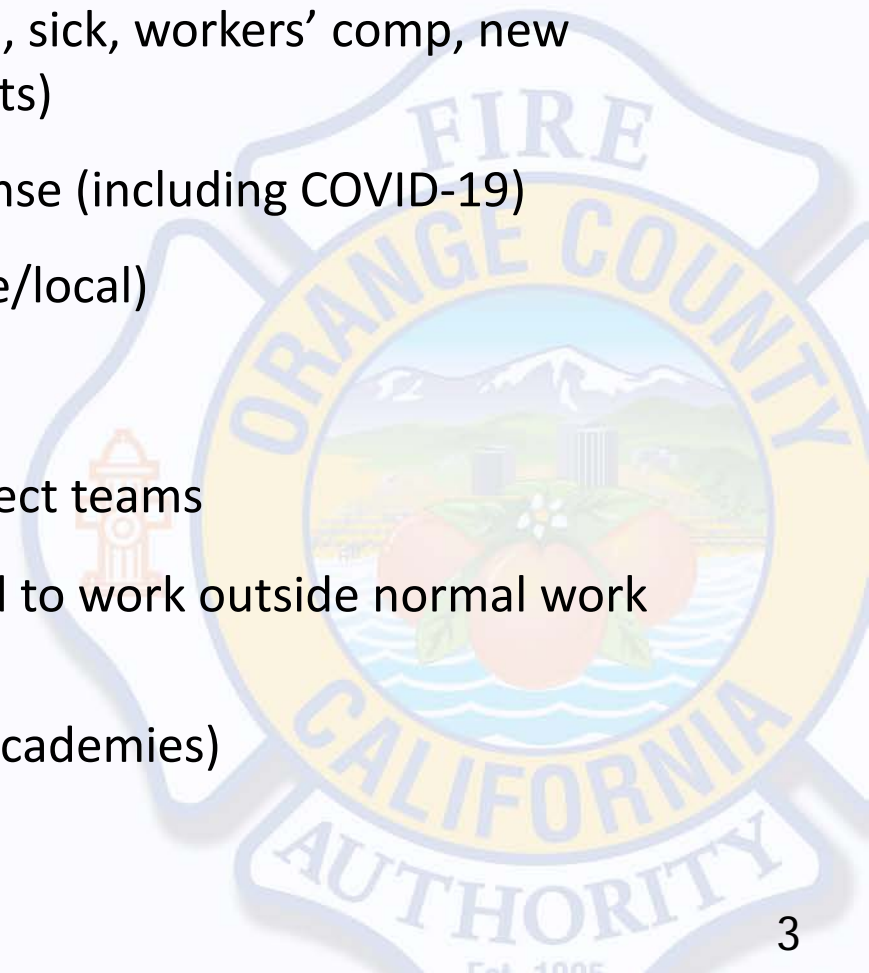 , sick, workers’ comp, new
ts)
nse (including COVID-19)
e/local)
ect teams
d to work outside normal work
cademies)
FIRE
ORANGE COUNTY
CALIFORNIA
AUTHORITY
3